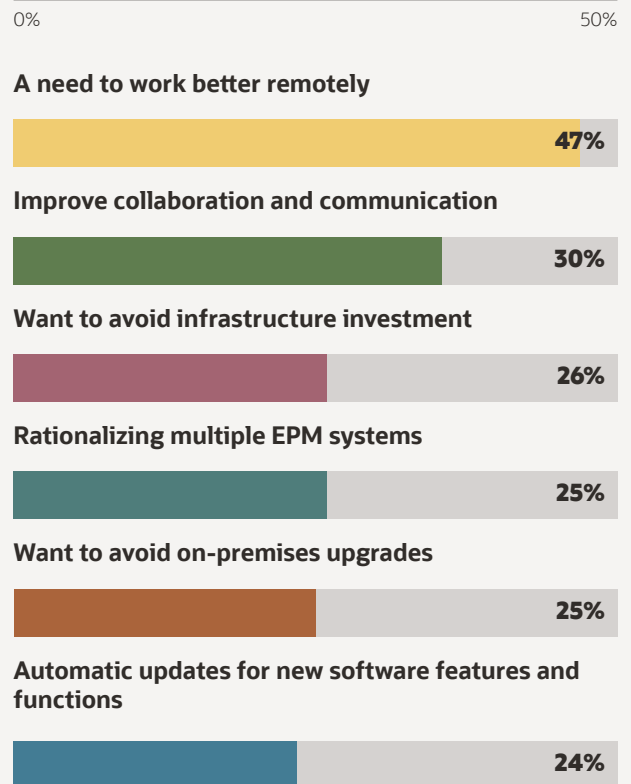 0% 50%
A need to work better remotely
47%
Improve collaboration and communication
30%
Want to avoid infrastructure investment
26%
Rationalizing multiple EPM systems
25%
Want to avoid on-premises upgrades
25%
Automatic updates for new software features and
functions
24%